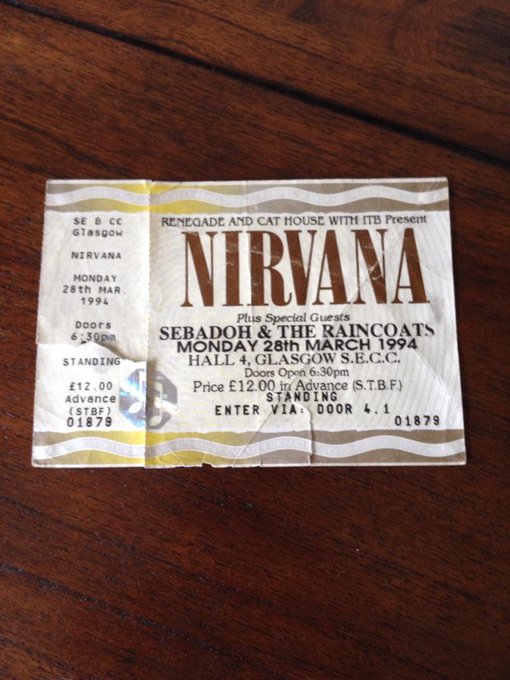 SE & CC
Glasgow
NIRVANA
MONDAY
28th MAR.
1994
Doors
6:30pm
STANDING
£12.00
Advance
(STBF)
01879
RENEGADE AND CAT HOUSE WITH ITB Present
NIRVANA
Plus Special Guests
SEBADOH & THE RAINCOATS
MONDAY 28th MARCH 1994
HALL 4, GLASGOW S.E.C.C.
Doors Open 6:30pm
Price £12.00 in Advance (S.T.B.F.)
STANDING
ENTER VIA: DOOR 4.1
01879